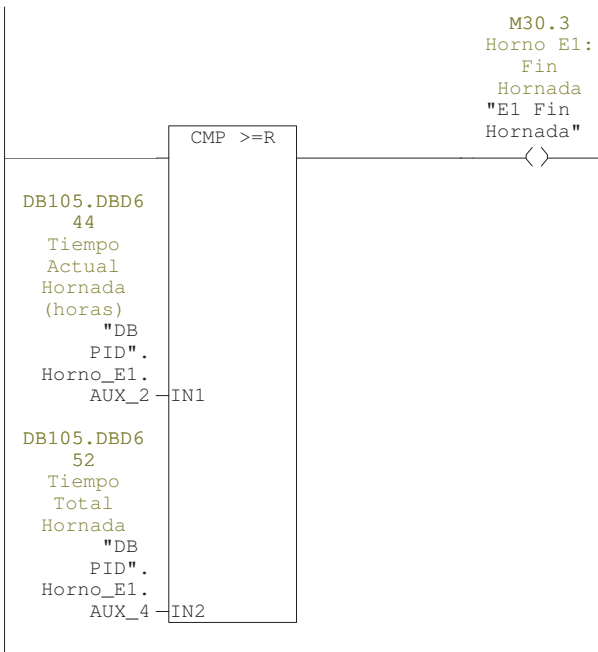 M30.3
Horno E1:
Fin
Hornada
"E1 Fin
Hornada"
CMP >=R
DB105.DBD6
44
Tiempo
Actual
Hornada
(horas)
"DB
PID".
Horno_E1.
AUX_2
IN1
DB105.DBD6
52
Tiempo
Total
Hornada
"DB
PID".
Horno_E1.
AUX_4
IN2